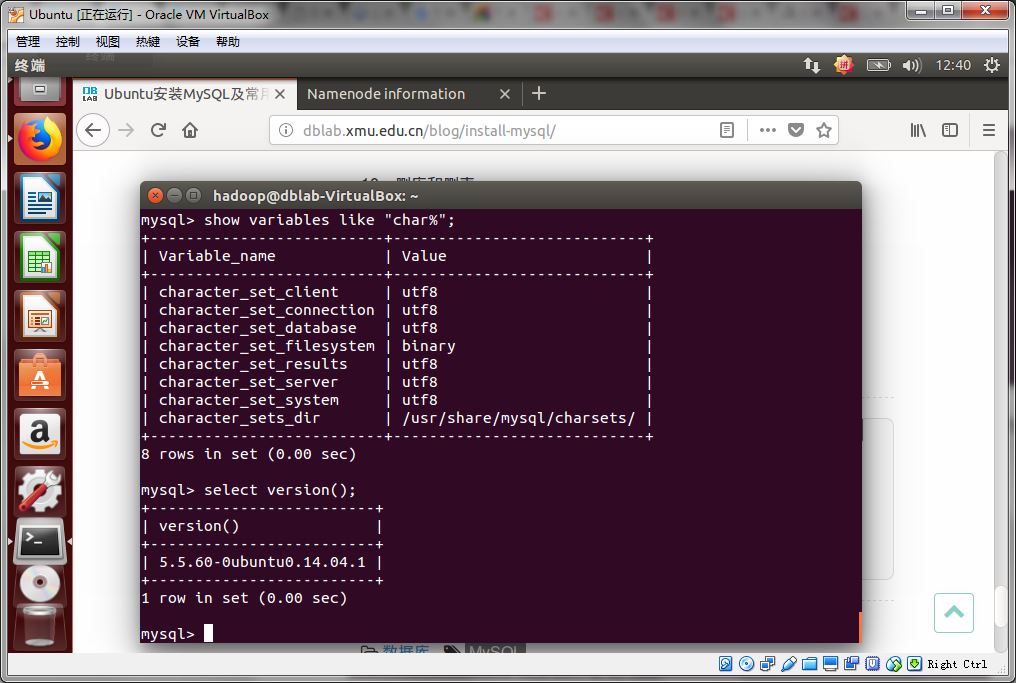 Ubuntu [正在运行] - Oracle VM VirtualBox
管理 控制 视图 热键 设备 帮助
终端 12:40
Ubuntu安装MySQL及常用 Namenode information
dblab.xmu.edu.cn/blog/install-mysql/
hadoop@dblab-VirtualBox: ~
mysql> show variables like "char%";
+--------------------------+----------------------------+
| Variable_name            | Value                      |
+--------------------------+----------------------------+
| character_set_client     | utf8                       |
| character_set_connection | utf8                       |
| character_set_database   | utf8                       |
| character_set_filesystem | binary                     |
| character_set_results    | utf8                       |
| character_set_server     | utf8                       |
| character_set_system     | utf8                       |
| character_sets_dir       | /usr/share/mysql/charsets/ |
+--------------------------+----------------------------+
8 rows in set (0.00 sec)
mysql> select version();
+-------------------------+
| version()               |
+-------------------------+
| 5.5.60-0ubuntu0.14.04.1 |
+-------------------------+
1 row in set (0.00 sec)
mysql>
数据库 MySQL
Right Ctrl